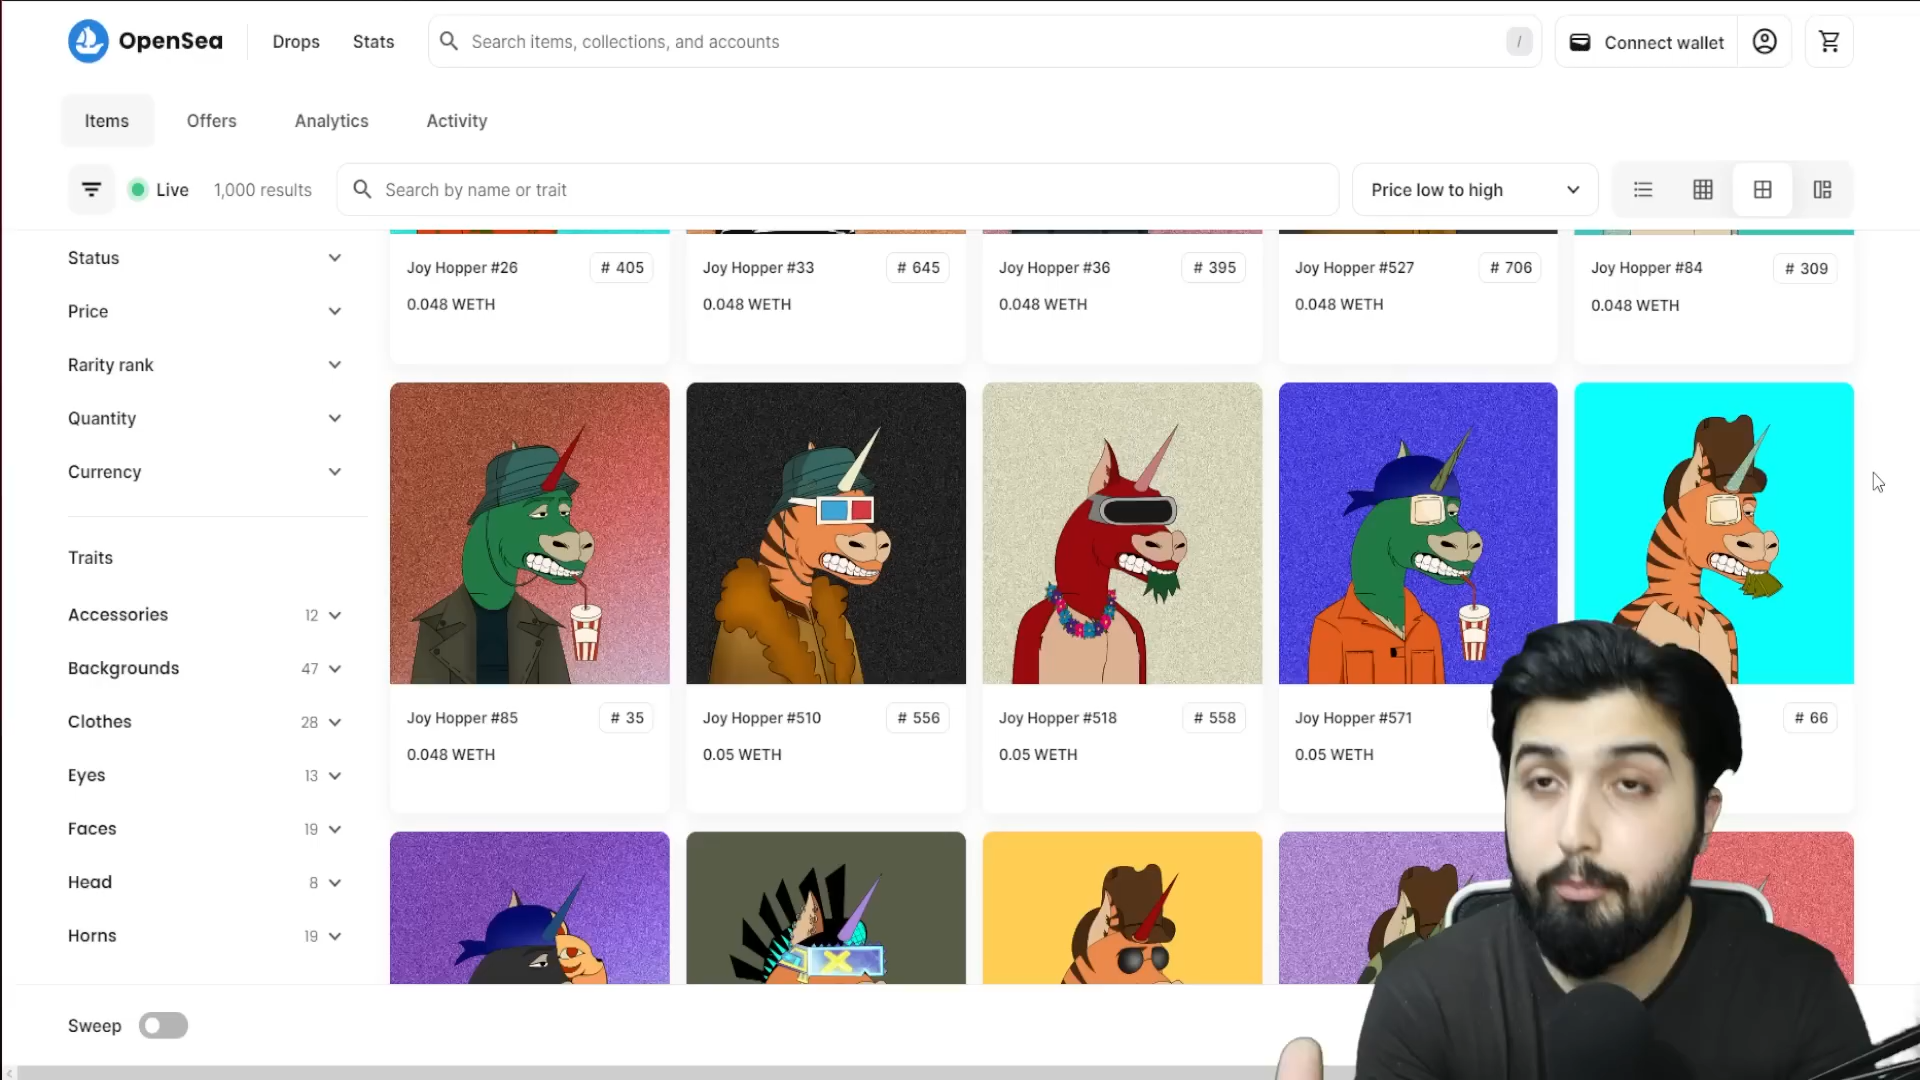 OpenSea
Drops
Stats
Search items, collections, and accounts
/
Connect wallet
Items
Offers
Analytics
Activity
Live
1,000 results
Search by name or trait
Price low to high
Status
Price
Rarity rank
Quantity
Currency
Traits
Accessories 12
Backgrounds 47
Clothes 28
Eyes 13
Faces 19
Head 8
Horns 19
Sweep
Joy Hopper #26 # 405
0.048 WETH
Joy Hopper #33 # 645
0.048 WETH
Joy Hopper #36 # 395
0.048 WETH
Joy Hopper #527 # 706
0.048 WETH
Joy Hopper #84 # 309
0.048 WETH
Joy Hopper #85 # 35
0.048 WETH
Joy Hopper #510 # 556
0.05 WETH
Joy Hopper #518 # 558
0.05 WETH
Joy Hopper #571
0.05 WETH
# 66